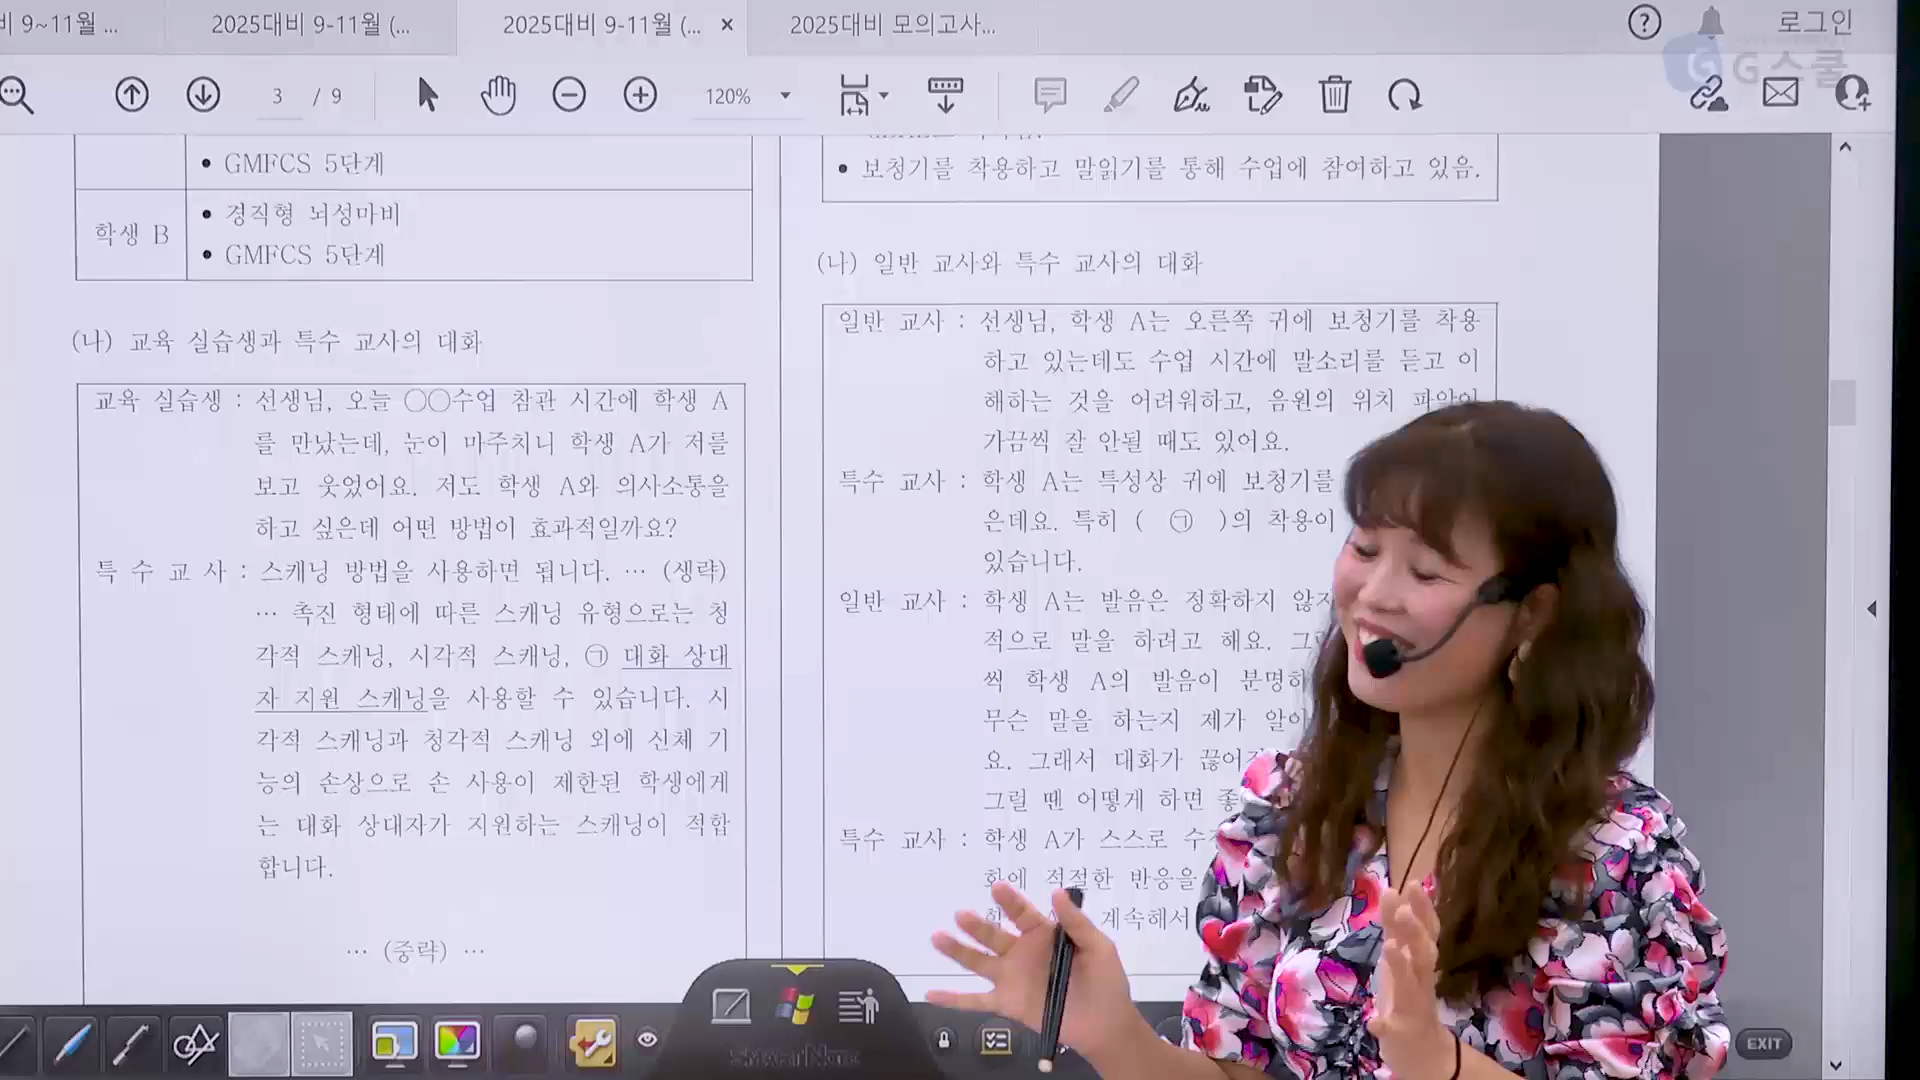 비 9~11월 ...
2025대비 9-11월 (...
2025대비 9-11월 (... ×
2025대비 모의고사...
로그인
G스쿨
3 / 9
120%
• GMFCS 5단계
학생 B
• 경직형 뇌성마비
• GMFCS 5단계
(나) 교육 실습생과 특수 교사의 대화
교육 실습생 : 선생님, 오늘 ○○수업 참관 시간에 학생 A
를 만났는데, 눈이 마주치니 학생 A가 저를
보고 웃었어요. 저도 학생 A와 의사소통을
하고 싶은데 어떤 방법이 효과적일까요?
특 수 교 사 : 스캐닝 방법을 사용하면 됩니다. … (생략)
… 촉진 형태에 따른 스캐닝 유형으로는 청
각적 스캐닝, 시각적 스캐닝, ㉠ 대화 상대
자 지원 스캐닝을 사용할 수 있습니다. 시
각적 스캐닝과 청각적 스캐닝 외에 신체 기
능의 손상으로 손 사용이 제한된 학생에게
는 대화 상대자가 지원하는 스캐닝이 적합
합니다.
… (중략) …
• 보청기를 착용하고 말읽기를 통해 수업에 참여하고 있음.
(나) 일반 교사와 특수 교사의 대화
일반 교사 : 선생님, 학생 A는 오른쪽 귀에 보청기를 착용
하고 있는데도 수업 시간에 말소리를 듣고 이
해하는 것을 어려워하고, 음원의 위치
가끔씩 잘 안될 때도 있어요.
특수 교사 : 학생 A는 특성상 귀에 보청기를
은데요. 특히 ( ㉠ )의 착용이
있습니다.
일반 교사 : 학생 A는 발음은 정확하지
적으로 말을 하려고 해요.
씩 학생 A의 발음이
무슨 말을 하는지 제가
요. 그래서 대화가
그럴 땐 어떻게 하면
특수 교사 : 학생 A가 스스로
화에 적절한 반응을
계속해서
SMART Note
EXIT